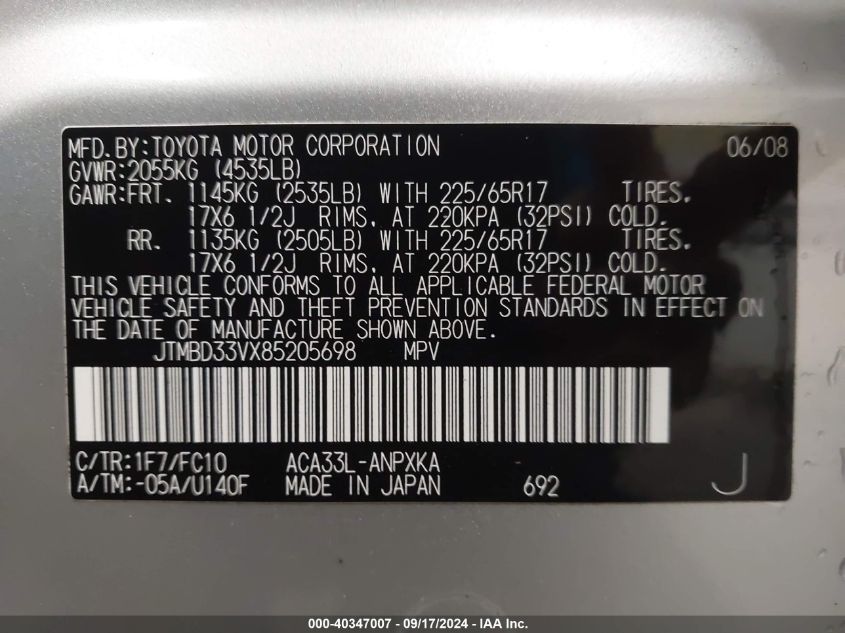 MFD.BY:TOYOTA MOTOR CORPORATION 06/08
GVWR:2055KG (4535LB)
GAWR:FRT. 1145KG (2535LB) WITH 225/65R17 TIRES.
17X6 1/2J RIMS, AT 220KPA (32PSI) COLD.
RR. 1135KG (2505LB) WITH 225/65R17 TIRES.
17X6 1/2J RIMS, AT 220KPA (32PSI) COLD.
THIS VEHICLE CONFORMS TO ALL APPLICABLE FEDERAL MOTOR
VEHICLE SAFETY AND THEFT PREVENTION STANDARDS IN EFFECT ON
THE DATE OF MANUFACTURE SHOWN ABOVE.
JTMBD33VX85205698 MPV
C/TR:1F7/FC10 ACA33L-ANPXKA
A/TM:-05A/U140F MADE IN JAPAN 692 J
000-40347007 - 09/17/2024 - IAA Inc.